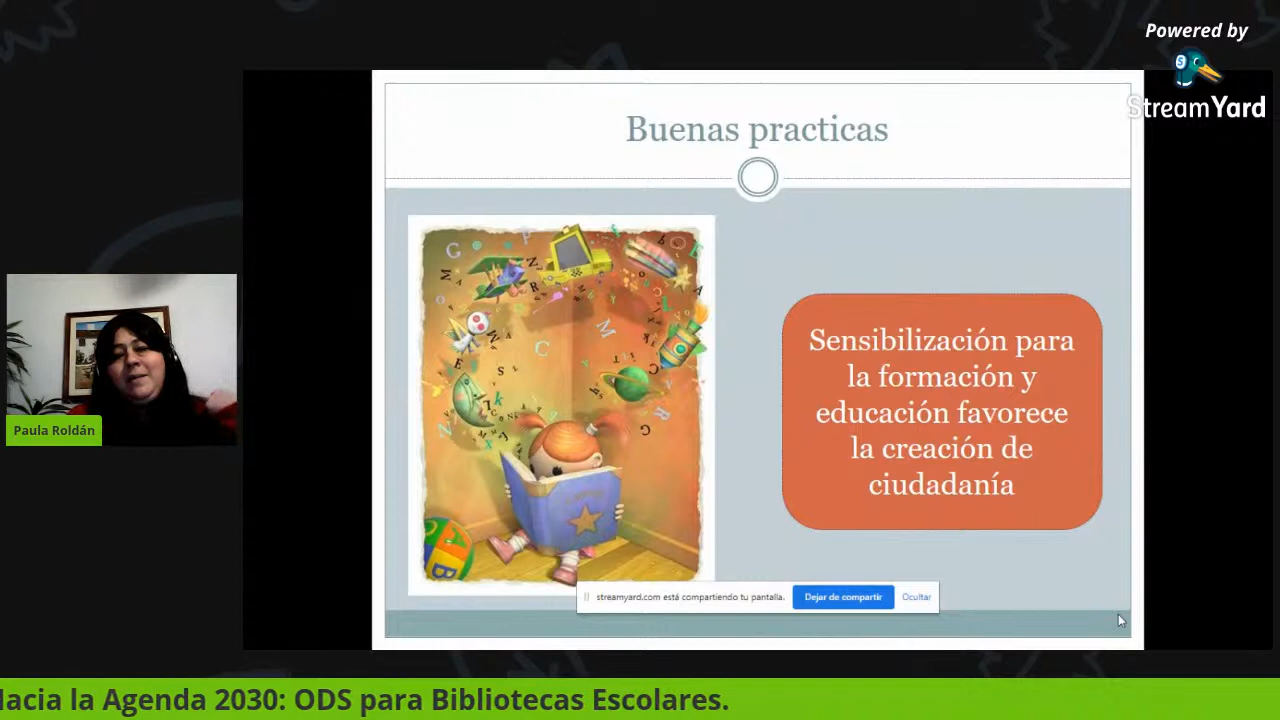 Powered by
StreamYard
Buenas practicas
Sensibilización para
la formación y
educación favorece
la creación de
ciudadanía
Paula Roldán
streamyard.com está compartiendo tu pantalla.
Dejar de compartir
Ocultar
Hacia la Agenda 2030: ODS para Bibliotecas Escolares.